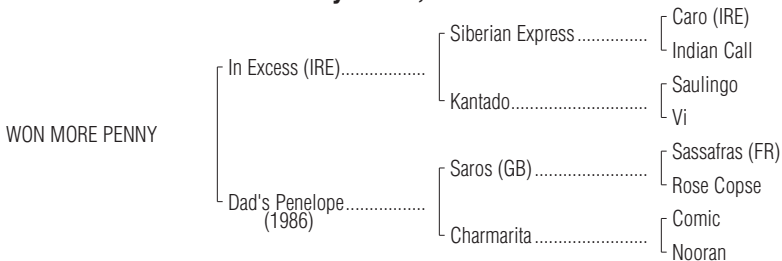 Caro (IRE)
Siberian Express...............
Indian Call
In Excess (IRE)..................
Saulingo
Kantado.............................
Vi
WON MORE PENNY
Sassafras (FR)
Saros (GB)........................
Rose Copse
Dad's Penelope.................
(1986)
Comic
Charmarita........................
Nooran